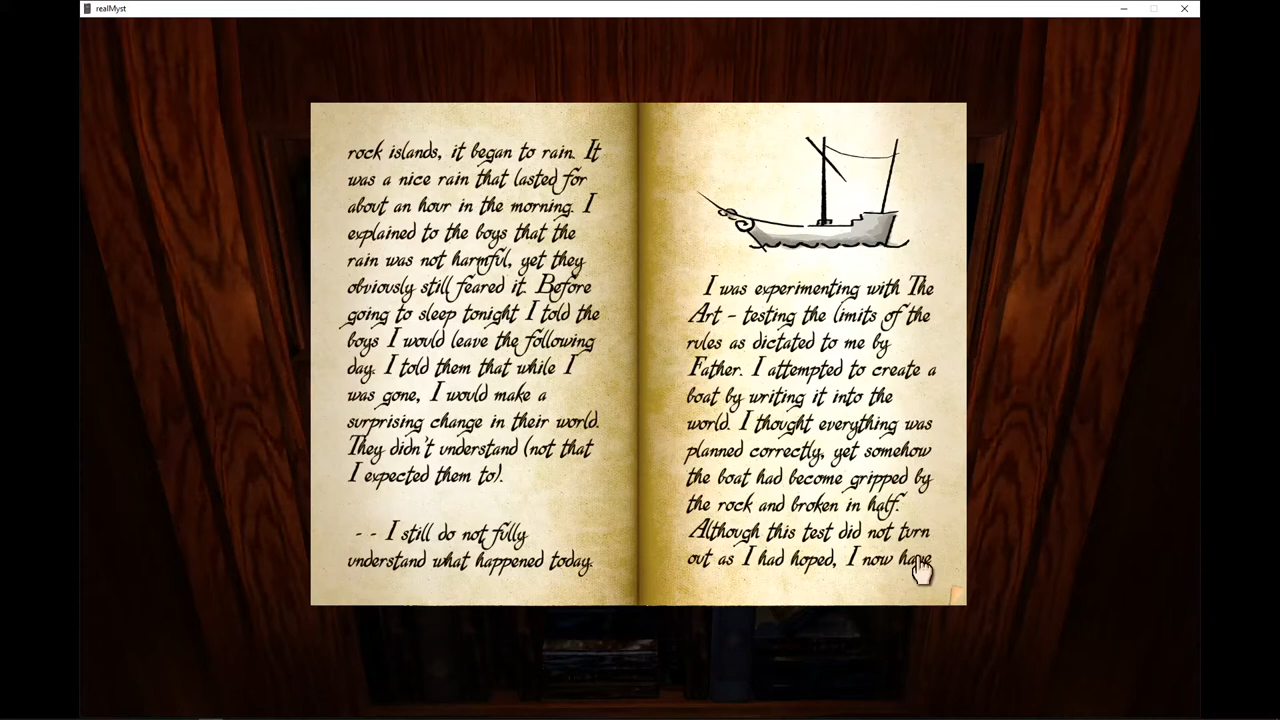 realMyst
rock islands, it began to rain. It
was a nice rain that lasted for
about an hour in the morning. I
explained to the boys that the
rain was not harmful, yet they
obviously still feared it. Before
going to sleep tonight I told the
boys I would leave the following
day. I told them that while I
was gone, I would make a
surprising change in their world.
They didn't understand (not that
I expected them to).
- - I still do not fully
understand what happened today.
I was experimenting with The
Art - testing the limits of the
rules as dictated to me by
Father. I attempted to create a
boat by writing it into the
world. I thought everything was
planned correctly, yet somehow
the boat had become gripped by
the rock and broken in half.
Although this test did not turn
out as I had hoped, I now have